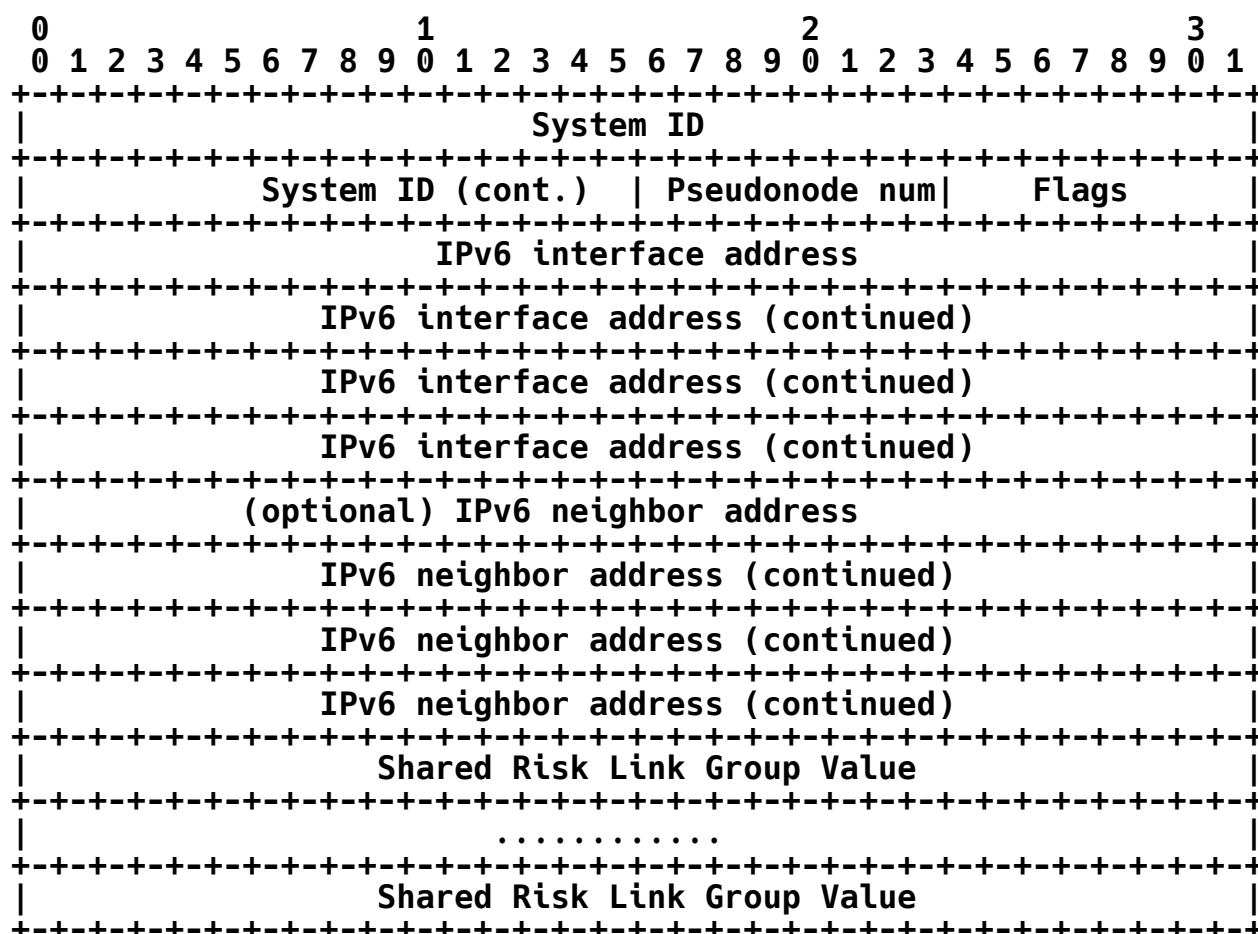 0                   1                   2                   3
 0 1 2 3 4 5 6 7 8 9 0 1 2 3 4 5 6 7 8 9 0 1 2 3 4 5 6 7 8 9 0 1
+-+-+-+-+-+-+-+-+-+-+-+-+-+-+-+-+-+-+-+-+-+-+-+-+-+-+-+-+-+-+-+-+
|                          System ID                            |
+-+-+-+-+-+-+-+-+-+-+-+-+-+-+-+-+-+-+-+-+-+-+-+-+-+-+-+-+-+-+-+-+
|            System ID (cont.)  | Pseudonode num|    Flags      |
+-+-+-+-+-+-+-+-+-+-+-+-+-+-+-+-+-+-+-+-+-+-+-+-+-+-+-+-+-+-+-+-+
|                     IPv6 interface address                    |
+-+-+-+-+-+-+-+-+-+-+-+-+-+-+-+-+-+-+-+-+-+-+-+-+-+-+-+-+-+-+-+-+
|               IPv6 interface address (continued)              |
+-+-+-+-+-+-+-+-+-+-+-+-+-+-+-+-+-+-+-+-+-+-+-+-+-+-+-+-+-+-+-+-+
|               IPv6 interface address (continued)              |
+-+-+-+-+-+-+-+-+-+-+-+-+-+-+-+-+-+-+-+-+-+-+-+-+-+-+-+-+-+-+-+-+
|               IPv6 interface address (continued)              |
+-+-+-+-+-+-+-+-+-+-+-+-+-+-+-+-+-+-+-+-+-+-+-+-+-+-+-+-+-+-+-+-+
|           (optional) IPv6 neighbor address                    |
+-+-+-+-+-+-+-+-+-+-+-+-+-+-+-+-+-+-+-+-+-+-+-+-+-+-+-+-+-+-+-+-+
|               IPv6 neighbor address (continued)               |
+-+-+-+-+-+-+-+-+-+-+-+-+-+-+-+-+-+-+-+-+-+-+-+-+-+-+-+-+-+-+-+-+
|               IPv6 neighbor address (continued)               |
+-+-+-+-+-+-+-+-+-+-+-+-+-+-+-+-+-+-+-+-+-+-+-+-+-+-+-+-+-+-+-+-+
|               IPv6 neighbor address (continued)               |
+-+-+-+-+-+-+-+-+-+-+-+-+-+-+-+-+-+-+-+-+-+-+-+-+-+-+-+-+-+-+-+-+
|                  Shared Risk Link Group Value                 |
+-+-+-+-+-+-+-+-+-+-+-+-+-+-+-+-+-+-+-+-+-+-+-+-+-+-+-+-+-+-+-+-+
|                        ............                           |
+-+-+-+-+-+-+-+-+-+-+-+-+-+-+-+-+-+-+-+-+-+-+-+-+-+-+-+-+-+-+-+-+
|                  Shared Risk Link Group Value                 |
+-+-+-+-+-+-+-+-+-+-+-+-+-+-+-+-+-+-+-+-+-+-+-+-+-+-+-+-+-+-+-+-+